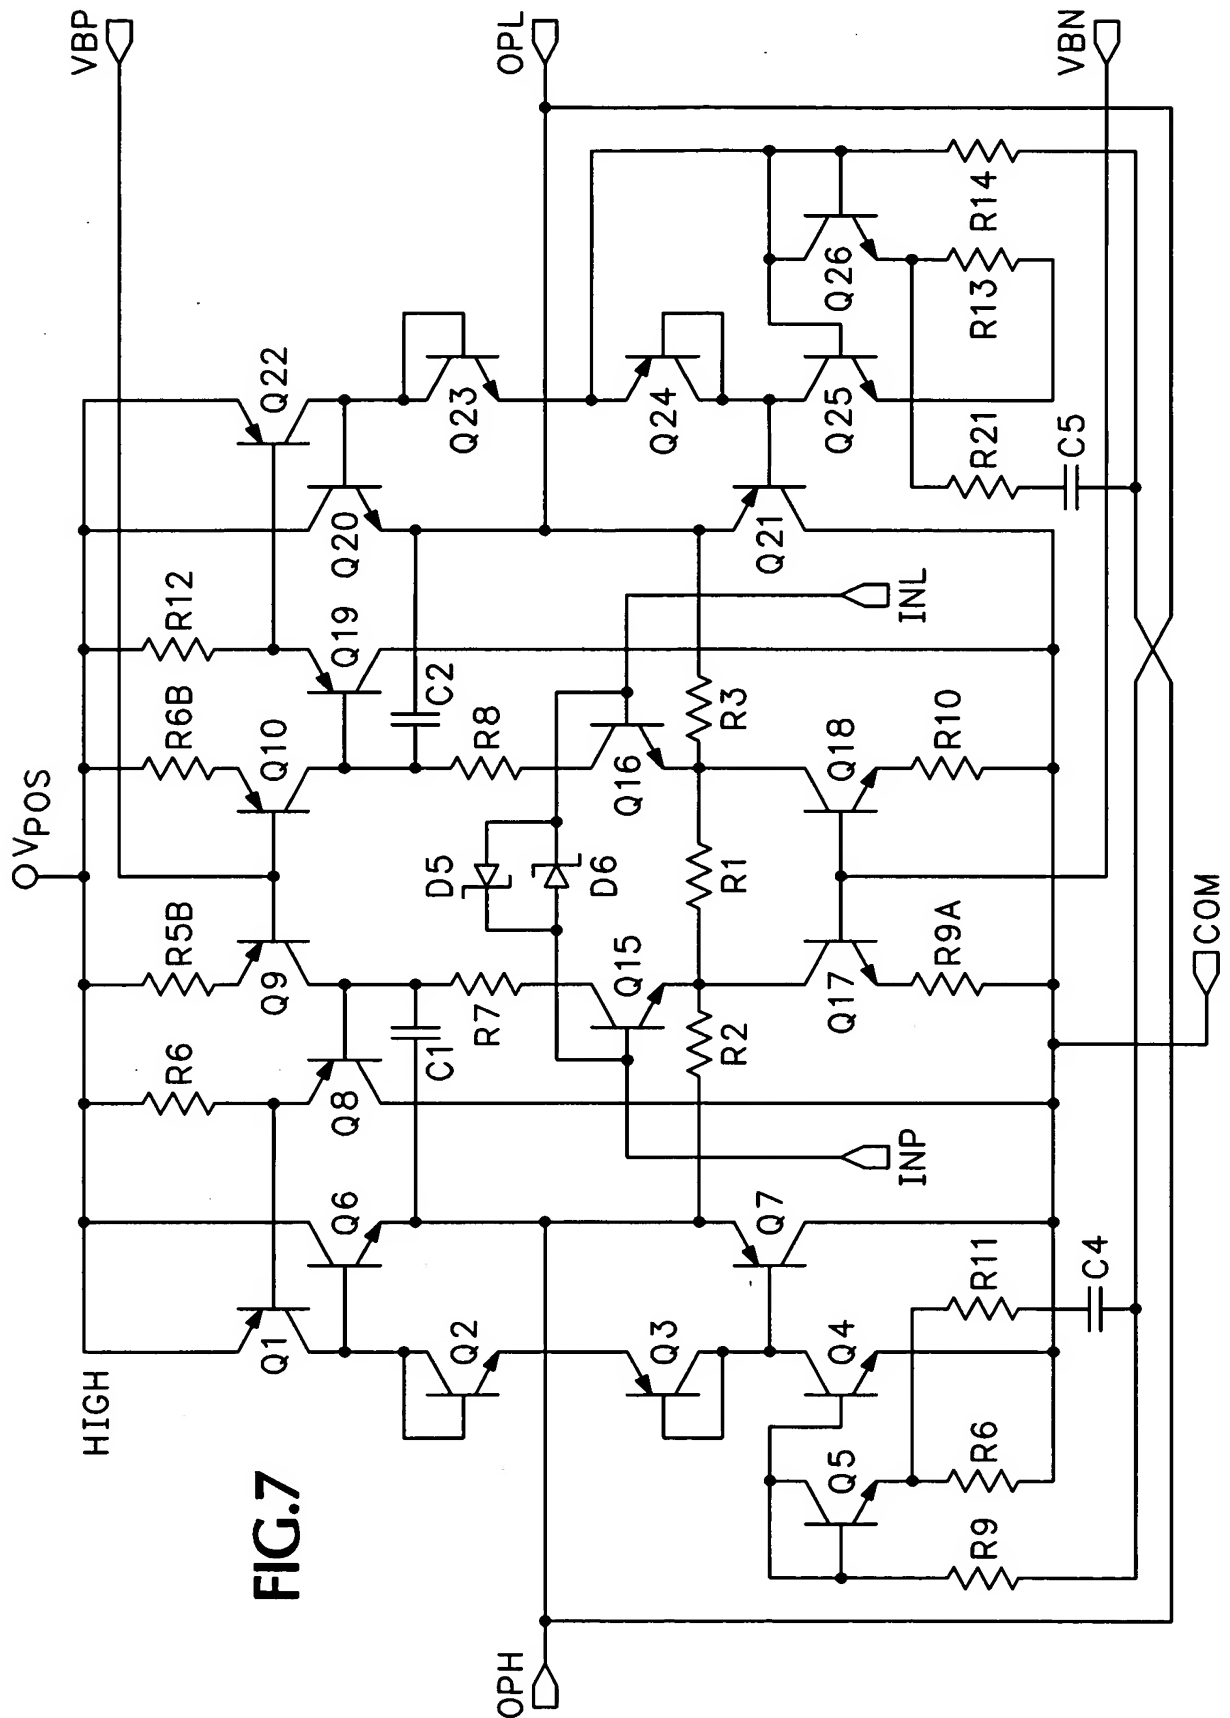 FIG.7
VPOS
HIGH
VBP
R6
R5B
R6B
R12
Q1
Q9
Q10
Q22
Q6
Q8
Q19
Q20
Q2
C1
C2
Q23
R7
R8
D5
D6
OPH
OPL
Q3
Q15
Q16
Q24
R2
R1
R3
Q7
INP
INL
Q21
Q5
Q4
Q17
Q18
Q25
Q26
R9
R6
R11
R9A
R10
R21
R13
R14
C4
C5
VBN
COM